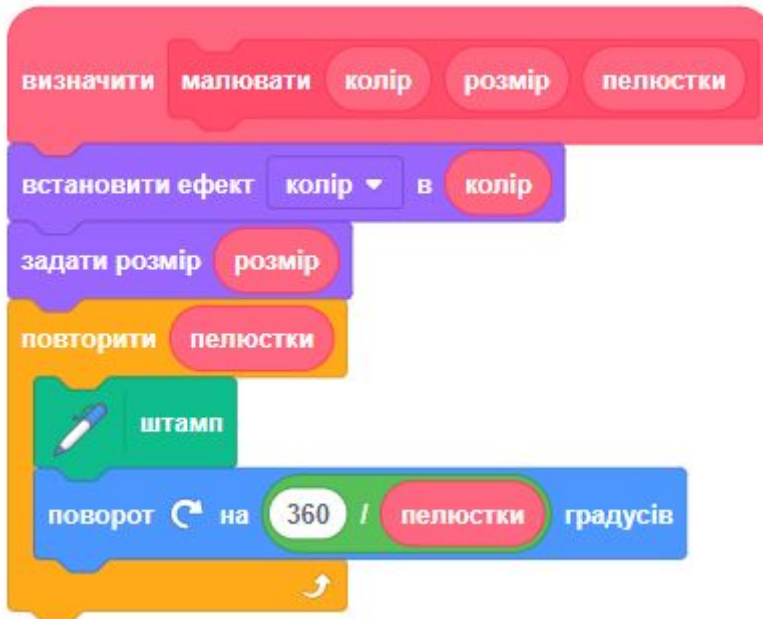 визначити малювати колір розмір пелюстки
встановити ефект колір в колір
задати розмір розмір
повторити пелюстки
штамп
поворот на 360 / пелюстки градусів